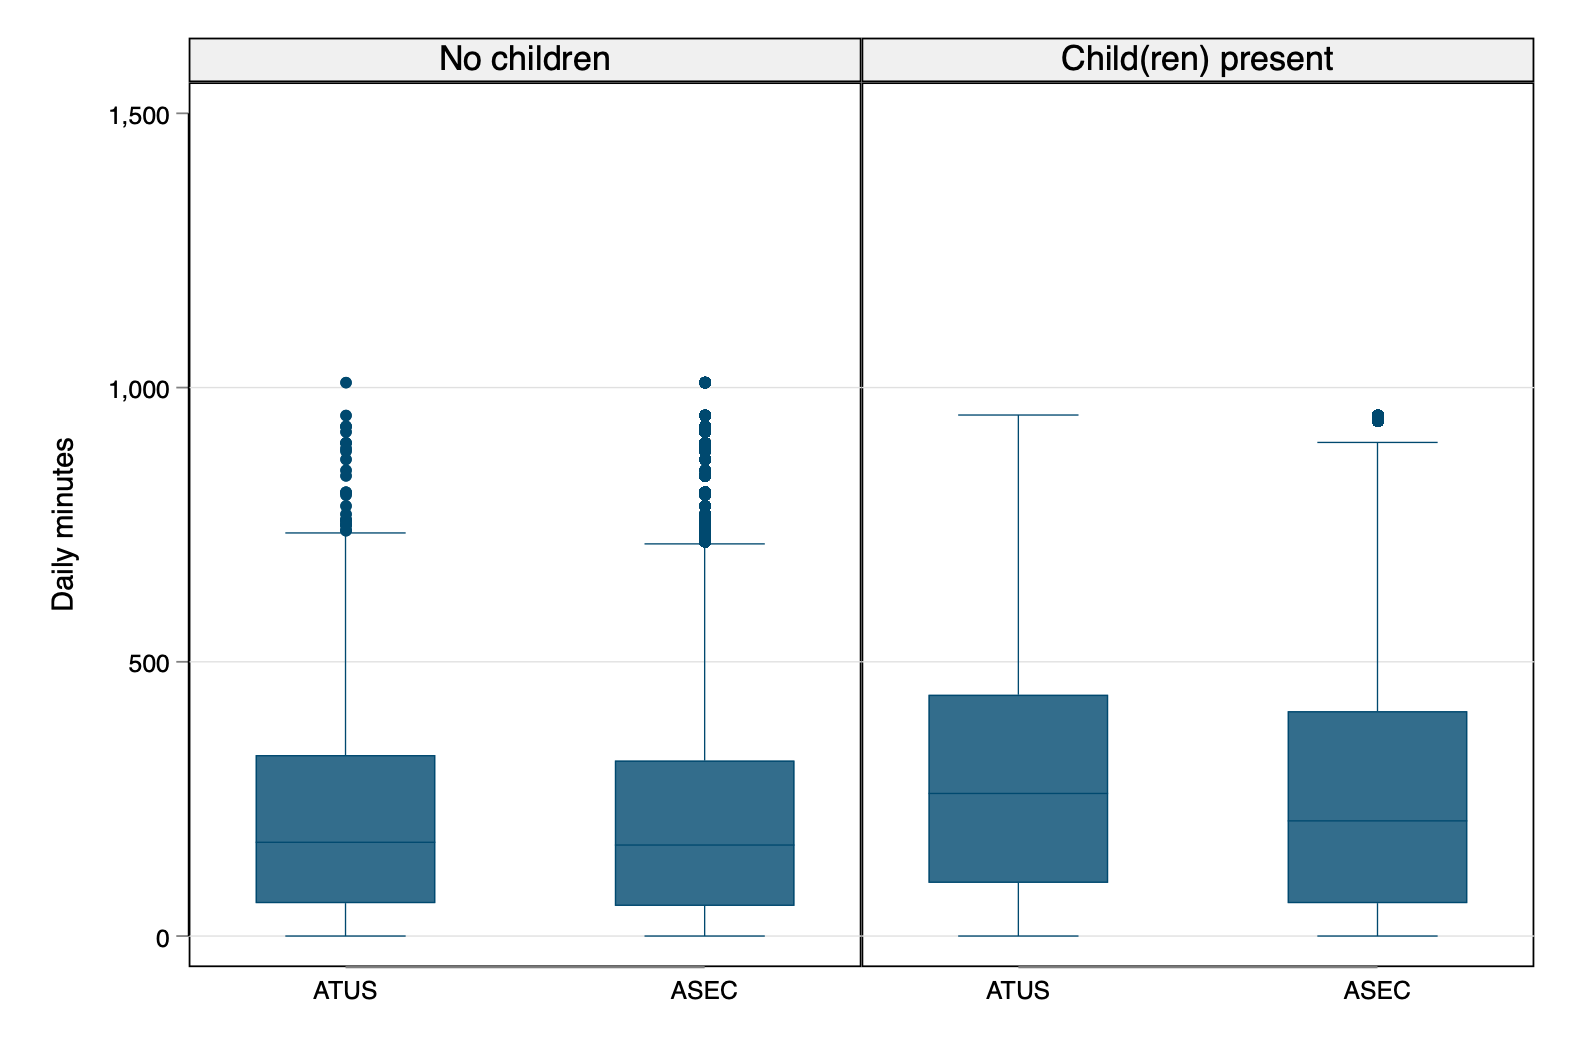 No children
Child(ren) present
1,500
1,000
500
0
Daily minutes
ATUS
ASEC
ATUS
ASEC